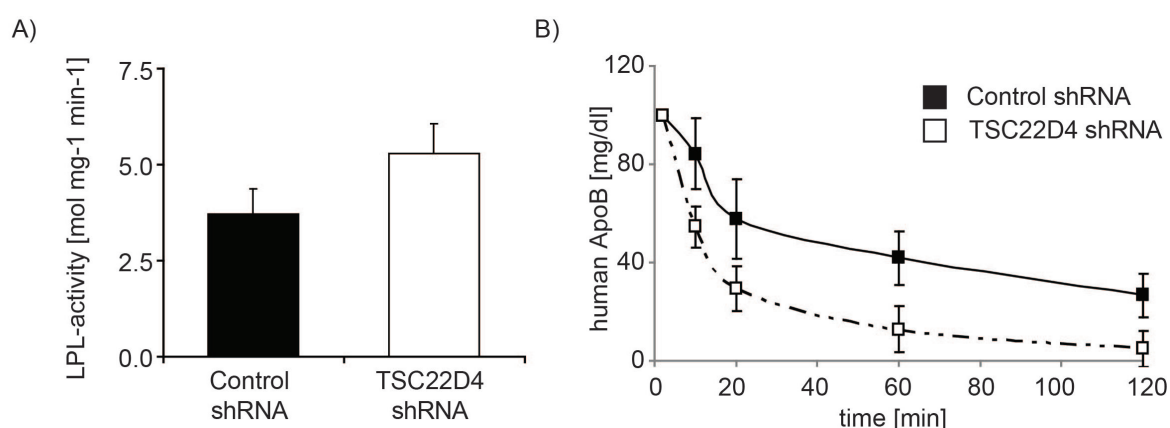 A)
LPL-activity [mol mg-1 min-1]
7.5
5.0
2.5
0.0
Control
shRNA
TSC22D4
shRNA
B)
human ApoB [mg/dl]
120
80
40
0
0
20
40
60
80
100
120
time [min]
Control shRNA
TSC22D4 shRNA